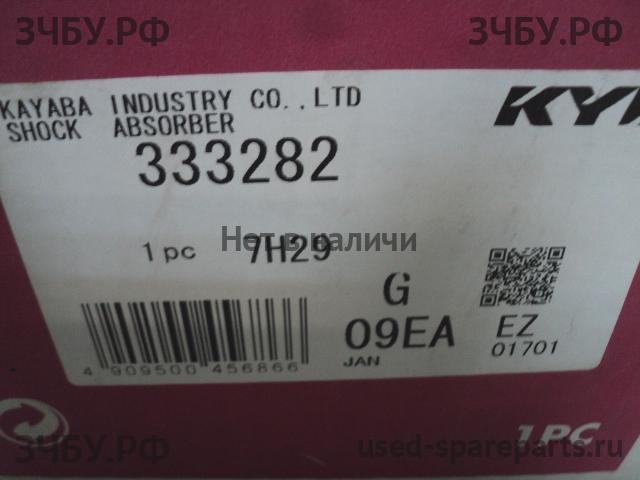 ЗЧБУ.РФ ЗЧБУ.РФ
KAYABA INDUSTRY CO.,LTD
SHOCK ABSORBER
333282
Нет в наличи
1 pc 7H29
G
09EA EZ
JAN 01701
4 909500 456866
ЗЧБУ.РФ used-spareparts.ru
1PC